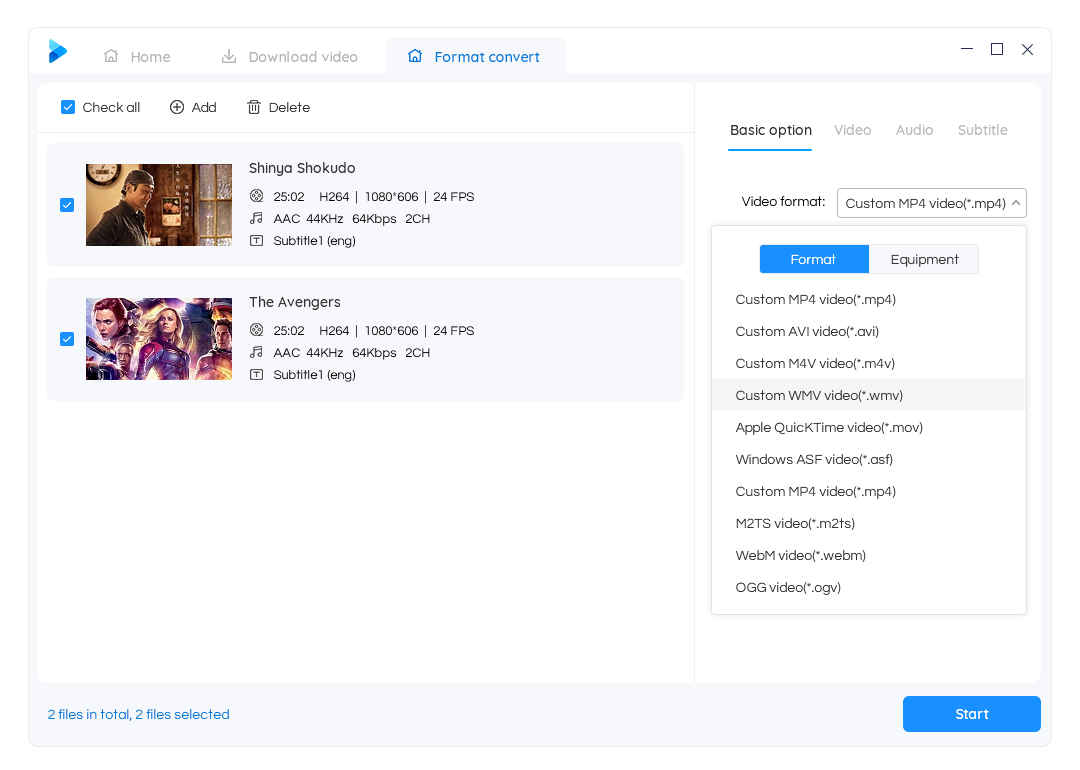 Home Download video Format convert
Check all Add Delete
Shinya Shokudo
25:02 H264 | 1080*606 | 24 FPS
AAC 44KHz 64Kbps 2CH
Subtitle1 (eng)
The Avengers
25:02 H264 | 1080*606 | 24 FPS
AAC 44KHz 64Kbps 2CH
Subtitle1 (eng)
Basic option Video Audio Subtitle
Video format: Custom MP4 video(*.mp4)
Format Equipment
Custom MP4 video(*.mp4)
Custom AVI video(*.avi)
Custom M4V video(*.m4v)
Custom WMV video(*.wmv)
Apple QuicKTime video(*.mov)
Windows ASF video(*.asf)
Custom MP4 video(*.mp4)
M2TS video(*.m2ts)
WebM video(*.webm)
OGG video(*.ogv)
2 files in total, 2 files selected
Start